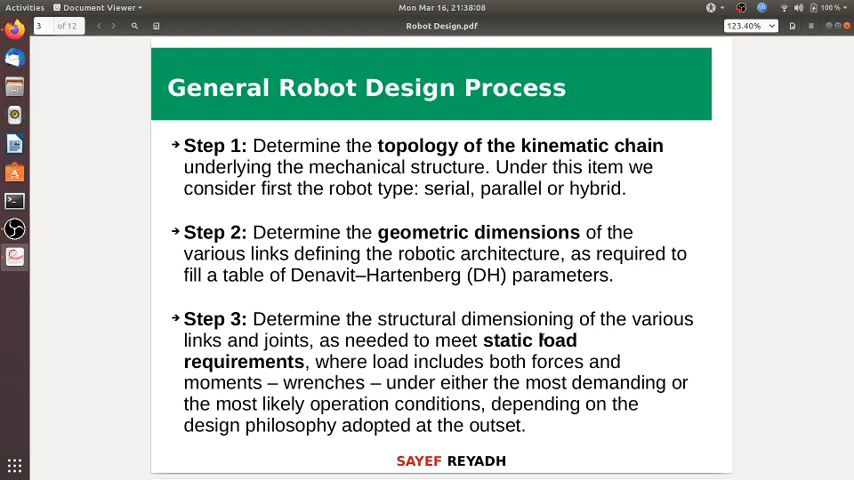 Activities Document Viewer Mon Mar 16, 21:38:08 100 %
3 of 12 Robot Design.pdf 123.40%
General Robot Design Process
➔ Step 1: Determine the topology of the kinematic chain
underlying the mechanical structure. Under this item we
consider first the robot type: serial, parallel or hybrid.
➔ Step 2: Determine the geometric dimensions of the
various links defining the robotic architecture, as required to
fill a table of Denavit–Hartenberg (DH) parameters.
➔ Step 3: Determine the structural dimensioning of the various
links and joints, as needed to meet static load
requirements, where load includes both forces and
moments – wrenches – under either the most demanding or
the most likely operation conditions, depending on the
design philosophy adopted at the outset.
SAYEF REYADH